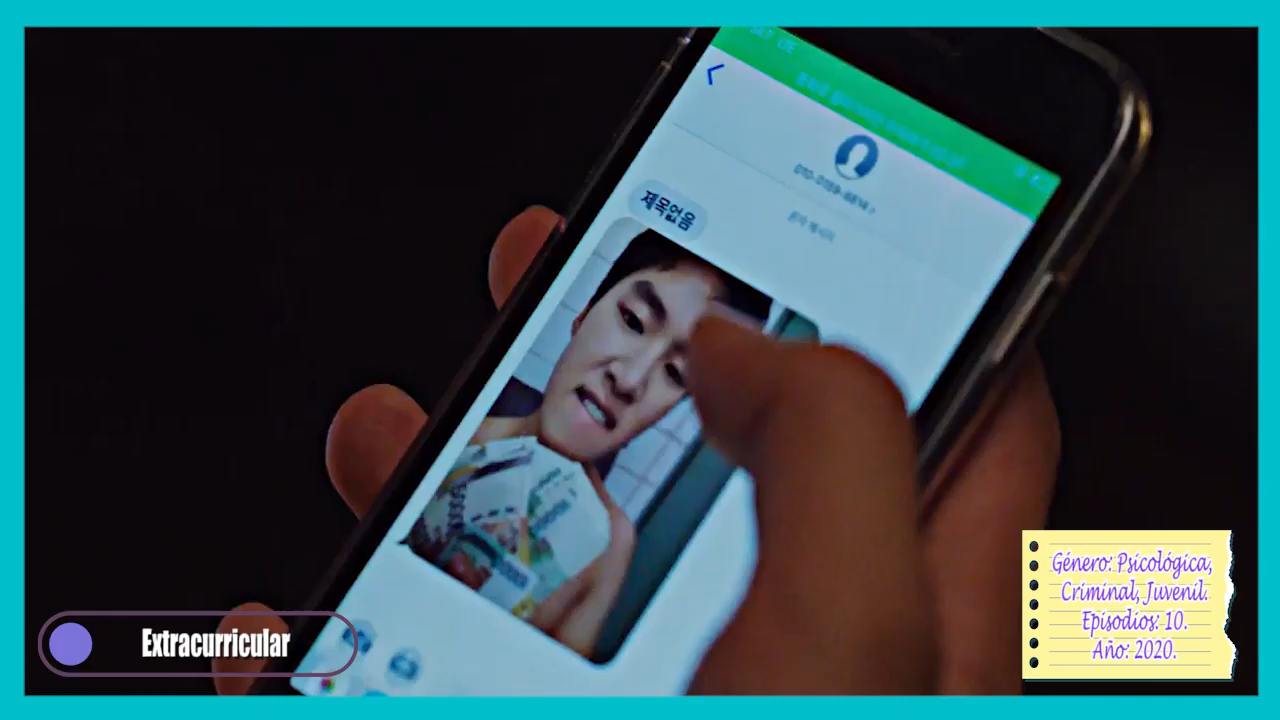 제목없음
Extracurricular
Género: Psicológica,
Criminal, Juvenil.
Episodios: 10.
Año: 2020.